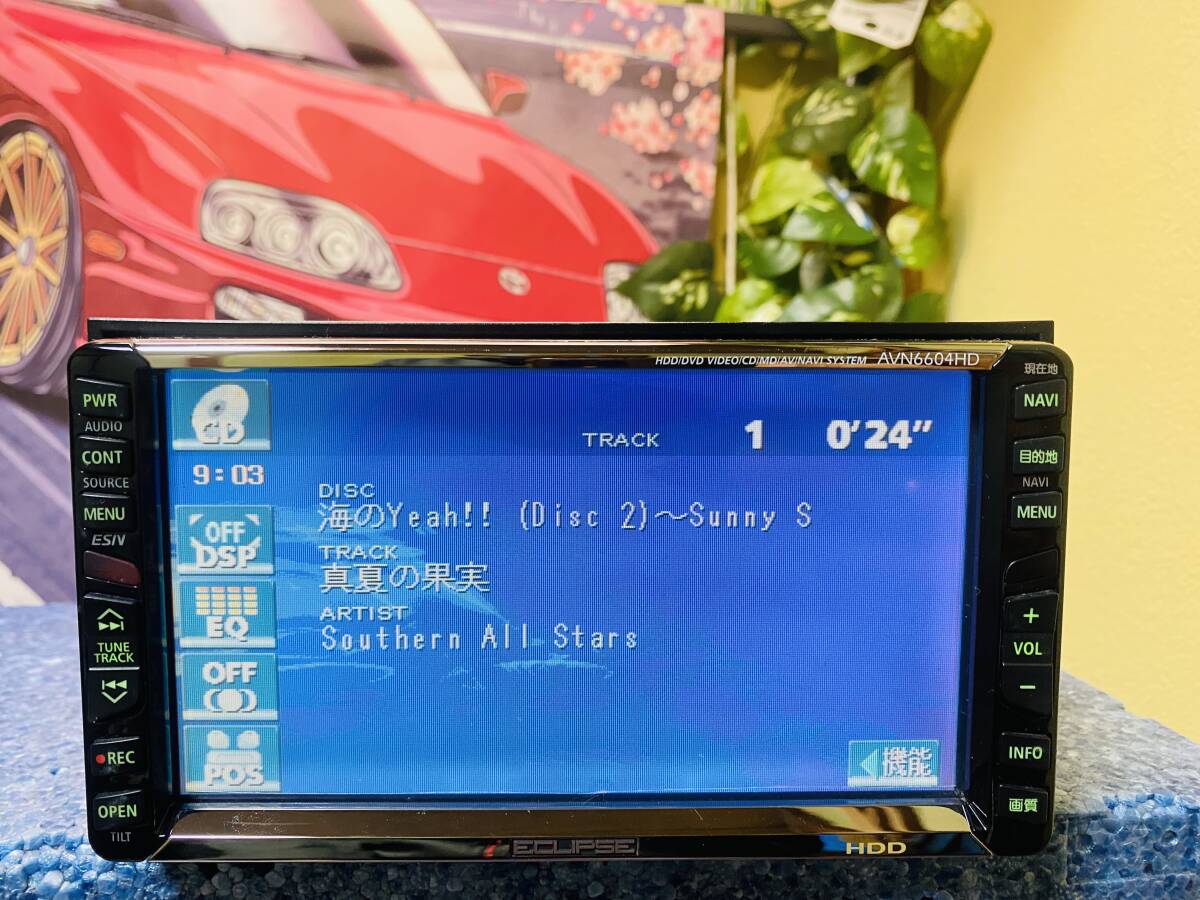 HDD/DVD VIDEO/CD/MD/AV/NAVI SYSTEM AVN6604HD
PWR
AUDIO
CONT
SOURCE
MENU
ESN
TUNE
TRACK
REC
OPEN
TILT
CD
9:03
OFF
DSP
EQ
OFF
POS
TRACK 1 0'24"
DISC
海のYeah!! (Disc 2)～Sunny S
TRACK
真夏の果実
ARTIST
Southern All Stars
機能
現在地
NAVI
目的地
NAVI
MENU
+
VOL
−
INFO
画質
ECLIPSE
HDD